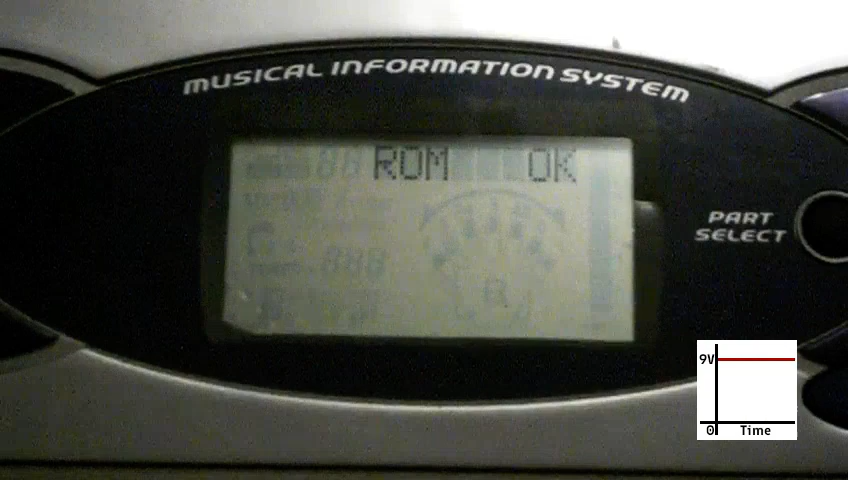 MUSICAL INFORMATION SYSTEM
ROM OK
PART
SELECT
9V
0 Time